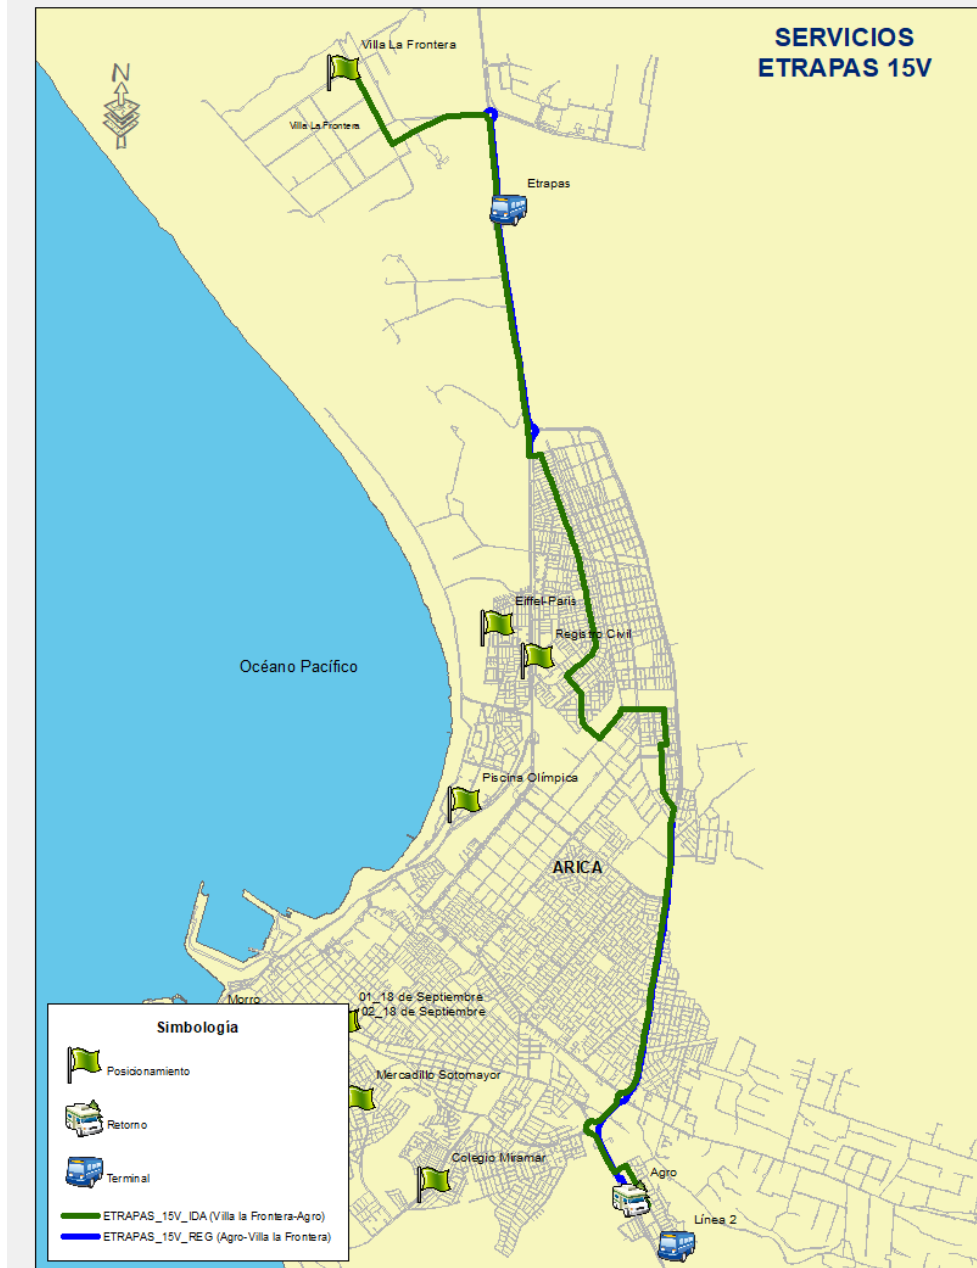 SERVICIOS
ETRAPAS 15V
Villa La Frontera
N
Villa La Frontera
Etrapas
Eiffel-Paris
Registro Civil
Océano Pacífico
Piscina Olímpica
ARICA
Morro
01_18 de Septiembre
02_18 de Septiembre
Mercadillo Sotomayor
Colegio Miramar
Agro
Línea 2
Simbología
Posicionamiento
Retorno
Terminal
ETRAPAS_15V_IDA (Villa la Frontera-Agro)
ETRAPAS_15V_REG (Agro-Villa la Frontera)